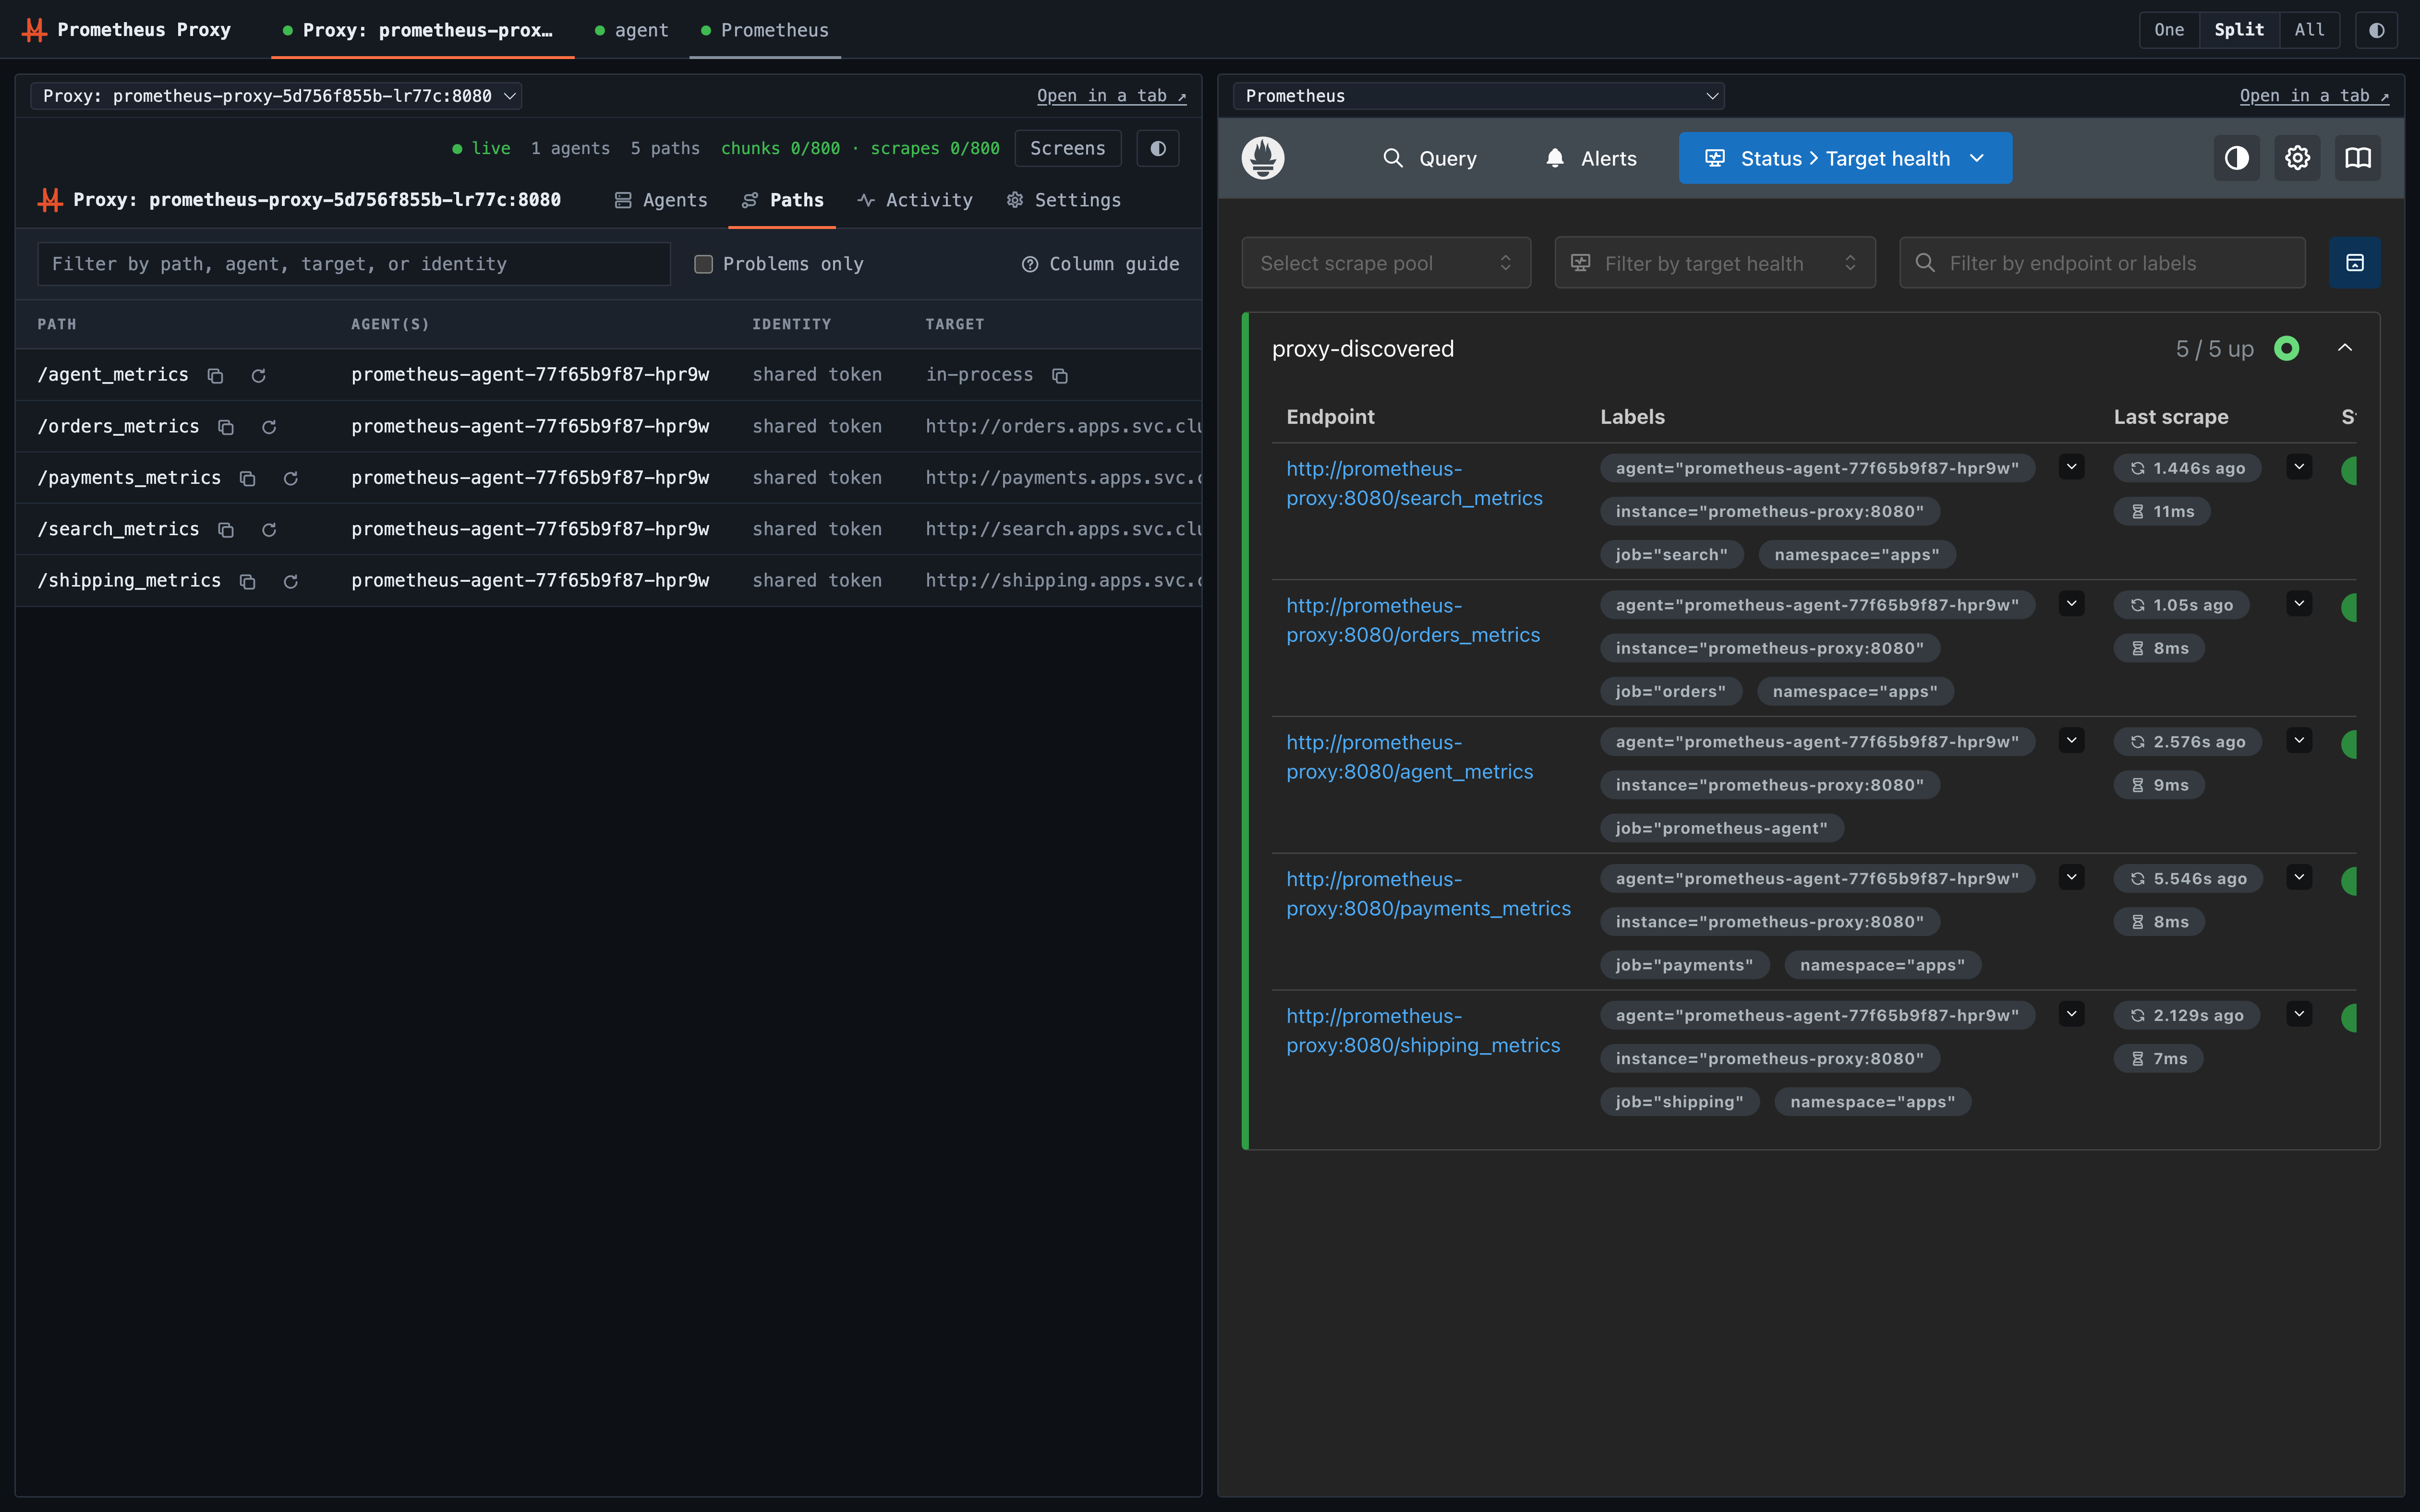 Prometheus Proxy
Proxy: prometheus-prox…
agent
Prometheus
One Split All
Proxy: prometheus-proxy-5d756f855b-lr77c:8080
Open in a tab ↗
live 1 agents 5 paths chunks 0/800 · scrapes 0/800 Screens
Proxy: prometheus-proxy-5d756f855b-lr77c:8080 Agents Paths Activity Settings
Filter by path, agent, target, or identity Problems only Column guide
PATH AGENT(S) IDENTITY TARGET
/agent_metrics prometheus-agent-77f65b9f87-hpr9w shared token in-process
/orders_metrics prometheus-agent-77f65b9f87-hpr9w shared token http://orders.apps.svc.clu
/payments_metrics prometheus-agent-77f65b9f87-hpr9w shared token http://payments.apps.svc.c
/search_metrics prometheus-agent-77f65b9f87-hpr9w shared token http://search.apps.svc.clu
/shipping_metrics prometheus-agent-77f65b9f87-hpr9w shared token http://shipping.apps.svc.c
Prometheus
Open in a tab ↗
Query Alerts Status > Target health
Select scrape pool Filter by target health Filter by endpoint or labels
proxy-discovered 5 / 5 up
Endpoint Labels Last scrape
http://prometheus-
proxy:8080/search_metrics
agent="prometheus-agent-77f65b9f87-hpr9w"
instance="prometheus-proxy:8080"
job="search" namespace="apps"
1.446s ago
11ms
http://prometheus-
proxy:8080/orders_metrics
agent="prometheus-agent-77f65b9f87-hpr9w"
instance="prometheus-proxy:8080"
job="orders" namespace="apps"
1.05s ago
8ms
http://prometheus-
proxy:8080/agent_metrics
agent="prometheus-agent-77f65b9f87-hpr9w"
instance="prometheus-proxy:8080"
job="prometheus-agent"
2.576s ago
9ms
http://prometheus-
proxy:8080/payments_metrics
agent="prometheus-agent-77f65b9f87-hpr9w"
instance="prometheus-proxy:8080"
job="payments" namespace="apps"
5.546s ago
8ms
http://prometheus-
proxy:8080/shipping_metrics
agent="prometheus-agent-77f65b9f87-hpr9w"
instance="prometheus-proxy:8080"
job="shipping" namespace="apps"
2.129s ago
7ms